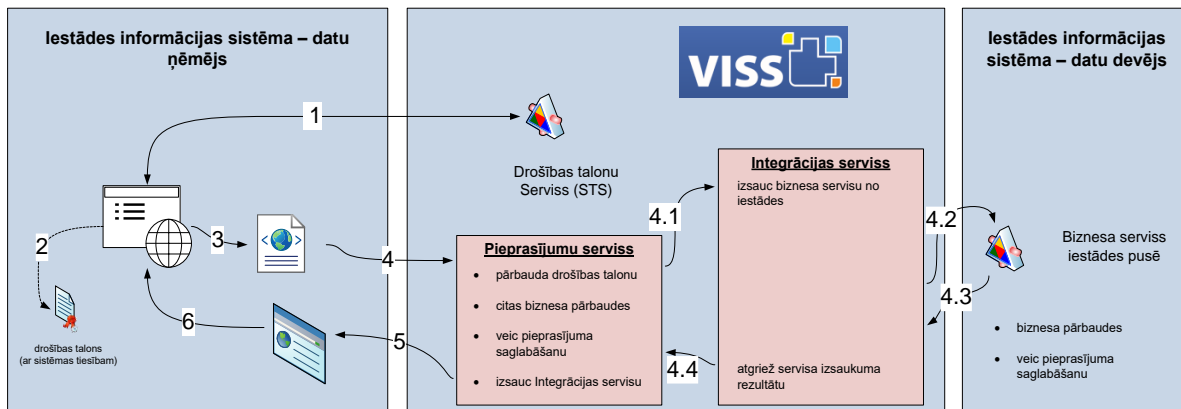 Iestādes informācijas sistēma – datu
ņēmējs
1
2
3
4
5
6
drošības talons
(ar sistēmas tiesībam)
VISS
Drošības talonu
Serviss (STS)
Pieprasījumu serviss
• pārbauda drošības talonu
• citas biznesa pārbaudes
• veic pieprasījuma
saglabāšanu
• izsauc Integrācijas servisu
4.1
4.4
Integrācijas serviss
izsauc biznesa servisu no
iestādes
atgriež servisa izsaukuma
rezultātu
4.2
4.3
Iestādes informācijas
sistēma – datu devējs
Biznesa serviss
iestādes pusē
• biznesa pārbaudes
• veic pieprasījuma
saglabāšanu